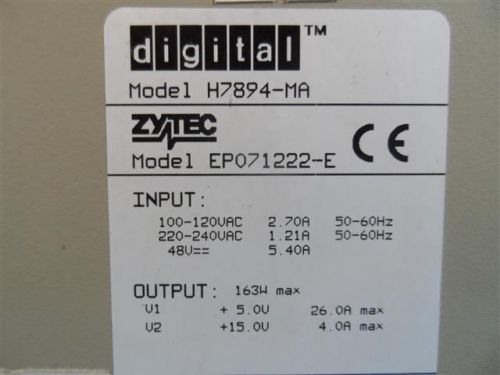 digital™
Model H7894-MA
ZYTEC
Model EP071222-E CE
INPUT:
100-120VAC 2.70A 50-60Hz
220-240VAC 1.21A 50-60Hz
48V== 5.40A
OUTPUT: 163W max
V1 + 5.0V 26.0A max
V2 +15.0V 4.0A max